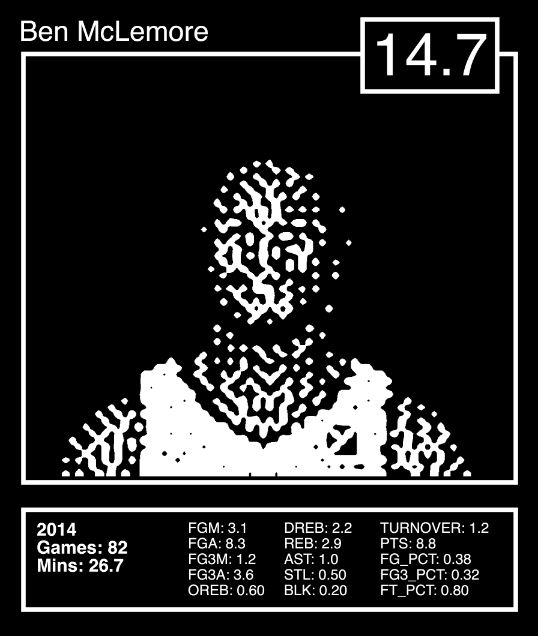 Ben McLemore
14.7
2014
Games: 82
Mins: 26.7
FGM: 3.1
FGA: 8.3
FG3M: 1.2
FG3A: 3.6
OREB: 0.60
DREB: 2.2
REB: 2.9
AST: 1.0
STL: 0.50
BLK: 0.20
TURNOVER: 1.2
PTS: 8.8
FG_PCT: 0.38
FG3_PCT: 0.32
FT_PCT: 0.80